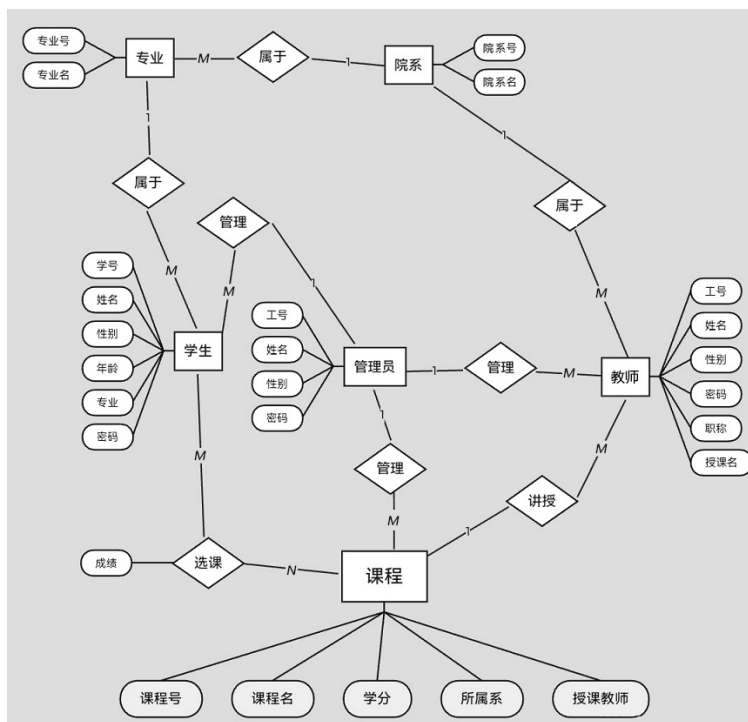 专业号
专业名
专业
M
属于
1
院系
院系号
院系名
1
属于
M
1
属于
M
管理
M
1
学号
姓名
性别
年龄
专业
密码
学生
工号
姓名
性别
密码
管理员
1
管理
M
教师
工号
姓名
性别
密码
职称
授课名
M
1
管理
M
讲授
M
1
成绩
选课
N
课程
课程号
课程名
学分
所属系
授课教师